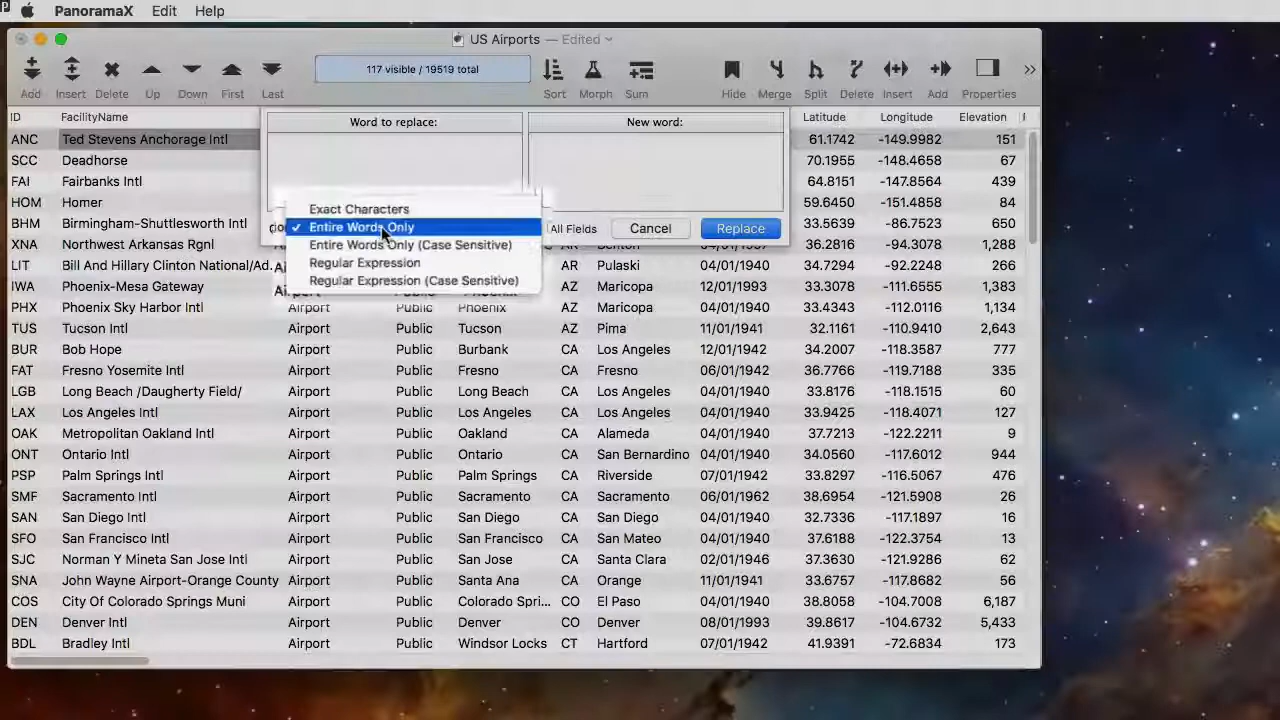 PanoramaX Edit Help
US Airports — Edited
117 visible / 19519 total
Add Insert Delete Up Down First Last Sort Morph Sum Hide Merge Split Delete Insert Add Properties
ID FacilityName Latitude Longitude Elevation
Word to replace: New word:
ANC Ted Stevens Anchorage Intl 61.1742 -149.9982 151
SCC Deadhorse 70.1955 -148.4658 67
FAI Fairbanks Intl 64.8151 -147.8564 439
HOM Homer 59.6450 -151.4858 84
Exact Characters
BHM Birmingham-Shuttlesworth Intl 33.5639 -86.7523 650
✓ Entire Words Only All Fields Cancel Replace
XNA Northwest Arkansas Rgnl 04/01/1940 36.2816 -94.3068 1,288
Entire Words Only (Case Sensitive)
LIT Bill And Hillary Clinton National/Ad. AR Pulaski 04/01/1940 34.7294 -92.2248 266
Regular Expression
IWA Phoenix-Mesa Gateway AZ Maricopa 12/01/1993 33.3078 -111.6555 1,383
Regular Expression (Case Sensitive)
PHX Phoenix Sky Harbor Intl Airport Public Phoenix AZ Maricopa 04/01/1940 33.4343 -112.0116 1,134
TUS Tucson Intl Airport Public Tucson AZ Pima 11/01/1941 32.1161 -110.9410 2,643
BUR Bob Hope Airport Public Burbank CA Los Angeles 12/01/1942 34.2007 -118.3587 777
FAT Fresno Yosemite Intl Airport Public Fresno CA Fresno 06/01/1942 36.7766 -119.7188 335
LGB Long Beach /Daugherty Field/ Airport Public Long Beach CA Los Angeles 04/01/1940 33.8176 -118.1515 60
LAX Los Angeles Intl Airport Public Los Angeles CA Los Angeles 04/01/1940 33.9425 -118.4071 127
OAK Metropolitan Oakland Intl Airport Public Oakland CA Alameda 04/01/1940 37.7213 -122.2211 9
ONT Ontario Intl Airport Public Ontario CA San Bernardino 04/01/1940 34.0560 -117.6012 944
PSP Palm Springs Intl Airport Public Palm Springs CA Riverside 07/01/1942 33.8297 -116.5067 476
SMF Sacramento Intl Airport Public Sacramento CA Sacramento 06/01/1962 38.6954 -121.5908 26
SAN San Diego Intl Airport Public San Diego CA San Diego 04/01/1940 32.7336 -117.1897 16
SFO San Francisco Intl Airport Public San Francisco CA San Mateo 04/01/1940 37.6188 -122.3754 13
SJC Norman Y Mineta San Jose Intl Airport Public San Jose CA Santa Clara 02/01/1946 37.3630 -121.9286 62
SNA John Wayne Airport-Orange County Airport Public Santa Ana CA Orange 11/01/1941 33.6757 -117.8682 56
COS City Of Colorado Springs Muni Airport Public Colorado Spri... CO El Paso 04/01/1940 38.8058 -104.7008 6,187
DEN Denver Intl Airport Public Denver CO Denver 08/01/1993 39.8617 -104.6732 5,433
BDL Bradley Intl Airport Public Windsor Locks CT Hartford 07/01/1942 41.9391 -72.6834 173